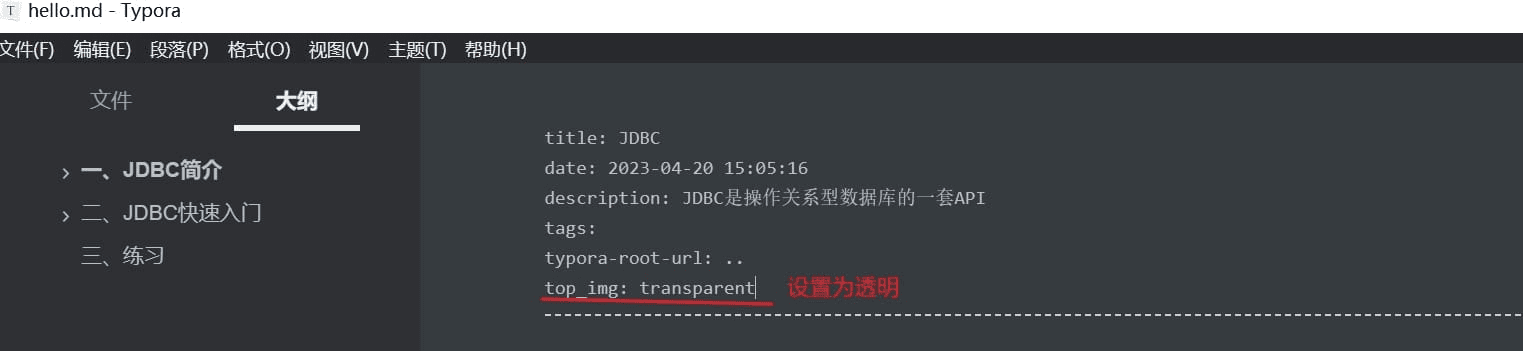 hello.md - Typora
文件(F) 编辑(E) 段落(P) 格式(O) 视图(V) 主题(T) 帮助(H)
文件 大纲
一、JDBC简介
二、JDBC快速入门
三、练习
title: JDBC
date: 2023-04-20 15:05:16
description: JDBC是操作关系型数据库的一套API
tags:
typora-root-url: ..
top_img: transparent 设置为透明